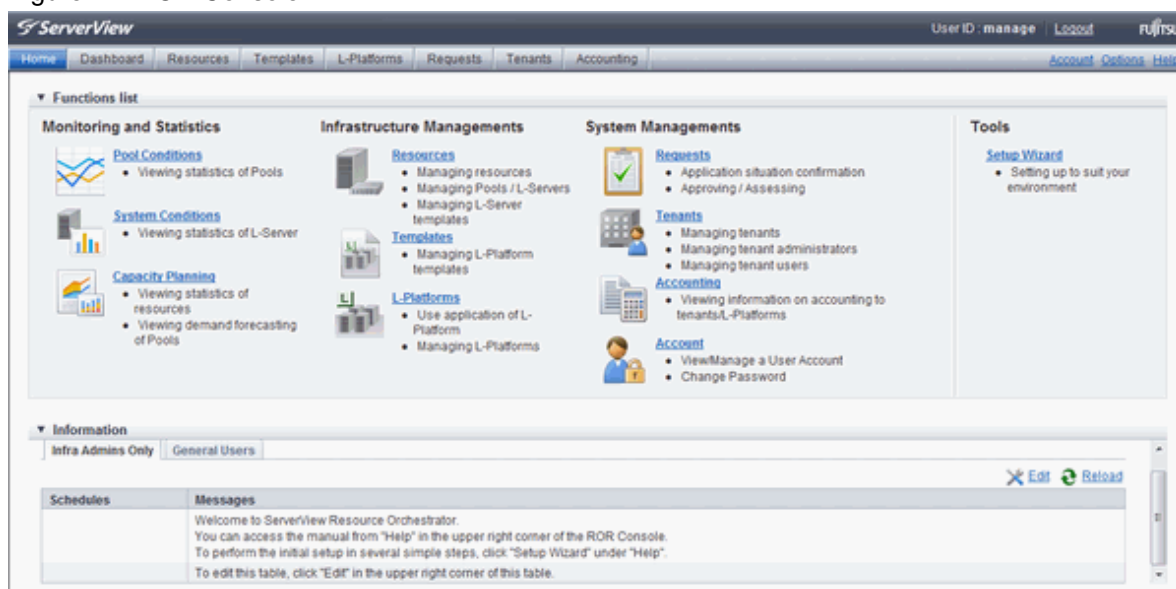 ServerView
User ID : manage Logout
Home Dashboard Resources Templates L-Platforms Requests Tenants Accounting
Account Options Help
Functions list
Monitoring and Statistics
Pool Conditions
Viewing statistics of Pools
System Conditions
Viewing statistics of L-Server
Capacity Planning
Viewing statistics of
resources
Viewing demand forecasting
of Pools
Infrastructure Managements
Resources
Managing resources
Managing Pools / L-Servers
Managing L-Server
templates
Templates
Managing L-Platform
templates
L-Platforms
Use application of L-
Platform
Managing L-Platforms
System Managements
Requests
Application situation confirmation
Approving / Assessing
Tenants
Managing tenants
Managing tenant administrators
Managing tenant users
Accounting
Viewing information on accounting to
tenants/L-Platforms
Account
View/Manage a User Account
Change Password
Tools
Setup Wizard
Setting up to suit your
environment
Information
Infra Admins Only General Users
Edit Reload
Schedules Messages
Welcome to ServerView Resource Orchestrator.
You can access the manual from "Help" in the upper right corner of the ROR Console.
To perform the initial setup in several simple steps, click "Setup Wizard" under "Help".
To edit this table, click "Edit" in the upper right corner of this table.